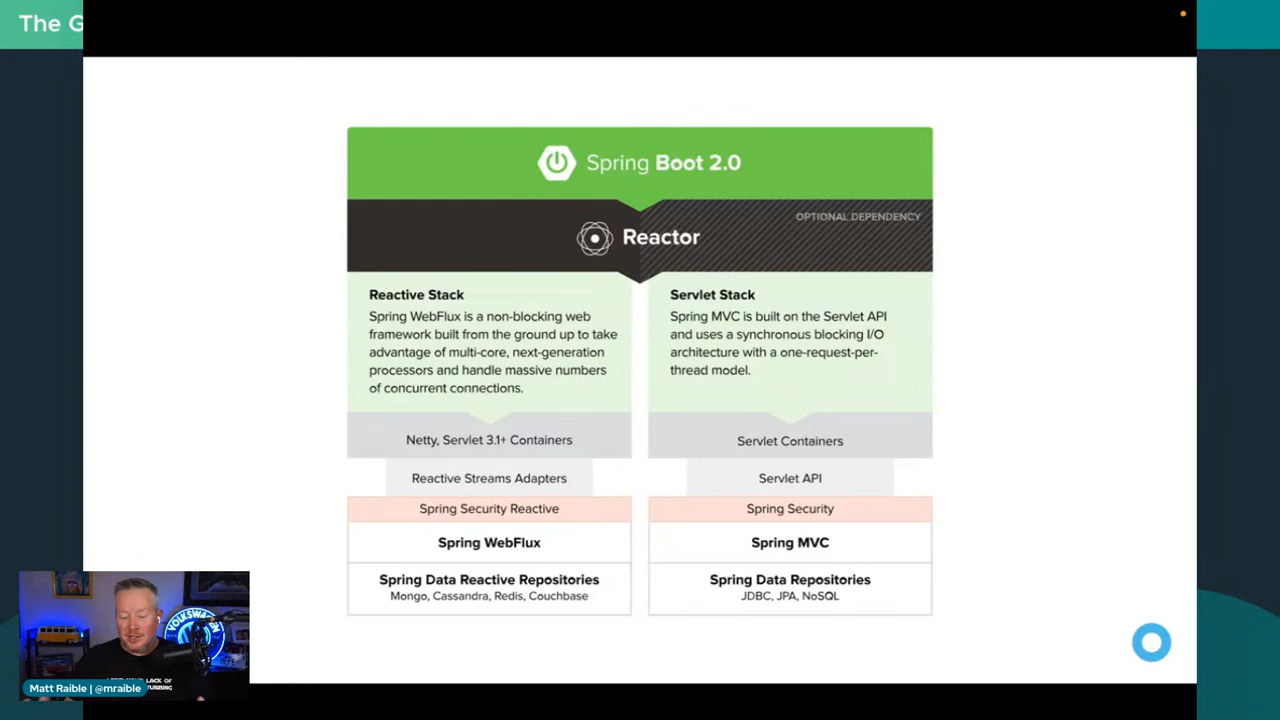 The G
Spring Boot 2.0
OPTIONAL DEPENDENCY
Reactor
Reactive Stack
Spring WebFlux is a non-blocking web
framework built from the ground up to take
advantage of multi-core, next-generation
processors and handle massive numbers
of concurrent connections.
Netty, Servlet 3.1+ Containers
Reactive Streams Adapters
Spring Security Reactive
Spring WebFlux
Spring Data Reactive Repositories
Mongo, Cassandra, Redis, Couchbase
Servlet Stack
Spring MVC is built on the Servlet API
and uses a synchronous blocking I/O
architecture with a one-request-per-
thread model.
Servlet Containers
Servlet API
Spring Security
Spring MVC
Spring Data Repositories
JDBC, JPA, NoSQL
VOLKSWAGEN
LACK OF
Matt Raible | @mraible